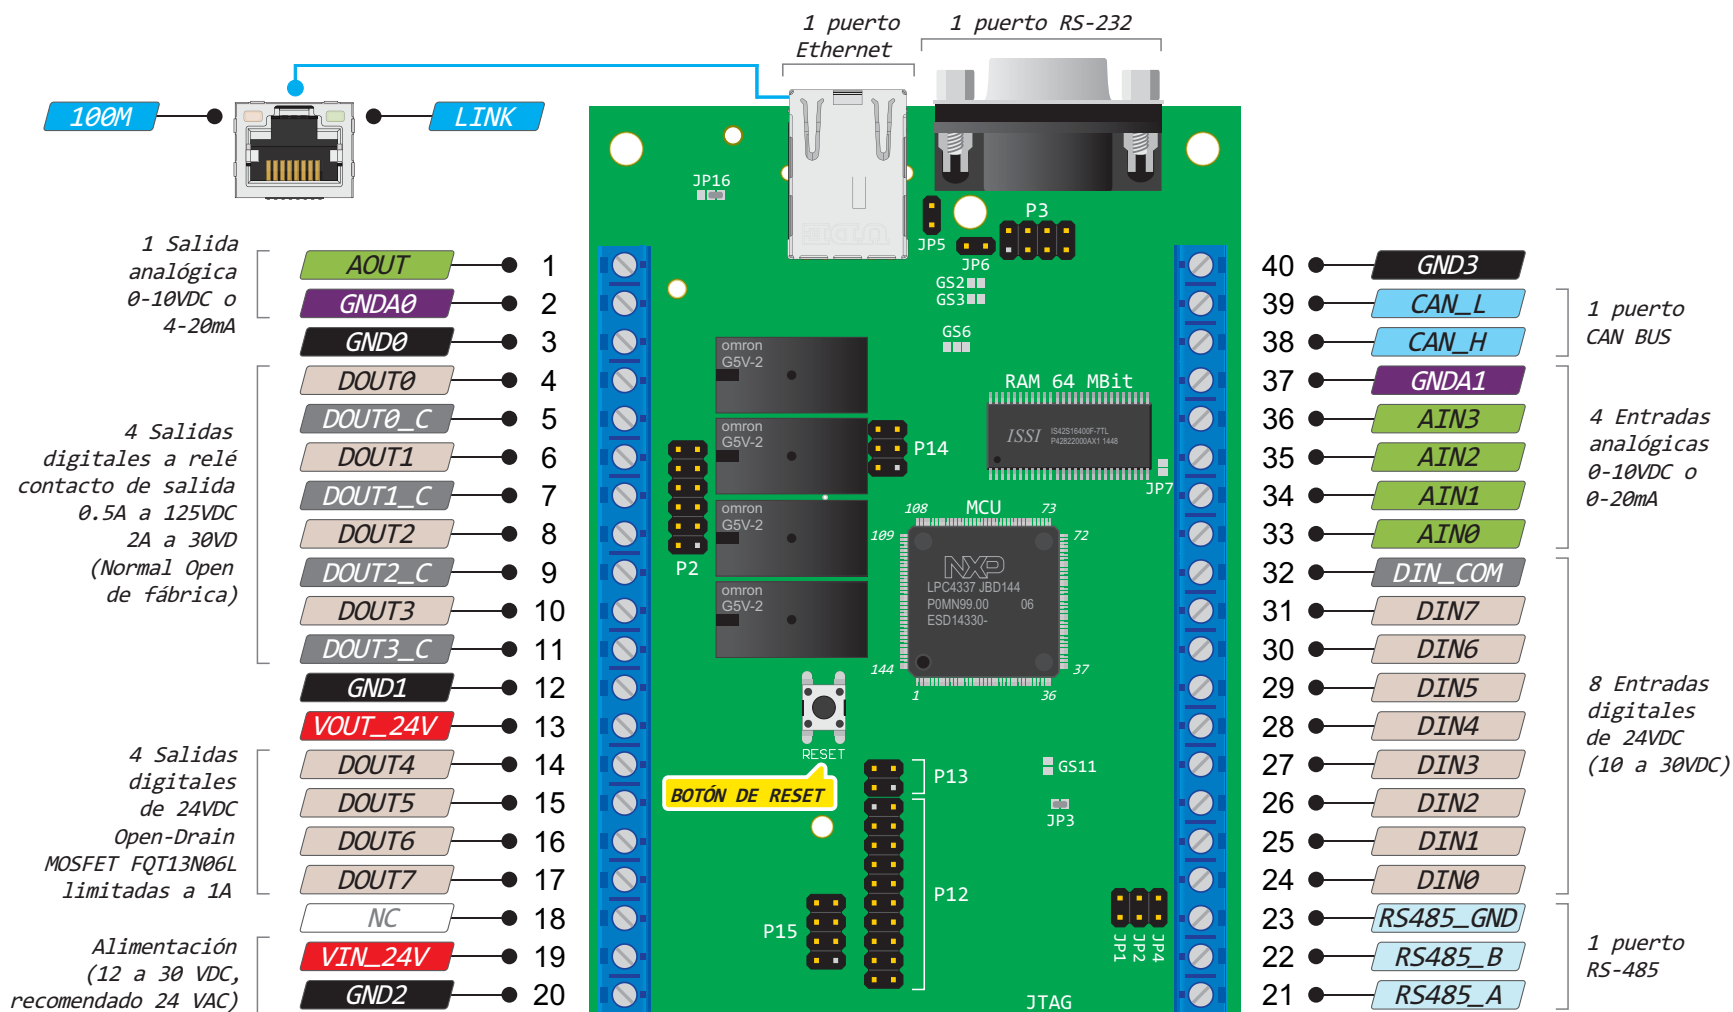 1 puerto
Ethernet
1 puerto RS-232
100M
LINK
JP16
JP5
JP6
P3
GS2
GS3
GS6
1 Salida
analógica
0-10VDC o
4-20mA
AOUT 1
GNDA0 2
GND0 3
4 Salidas
digitales a relé
contacto de salida
0.5A a 125VDC
2A a 30VD
(Normal Open
de fábrica)
DOUT0 4
DOUT0_C 5
DOUT1 6
DOUT1_C 7
DOUT2 8
DOUT2_C 9
DOUT3 10
DOUT3_C 11
GND1 12
VOUT_24V 13
4 Salidas
digitales
de 24VDC
Open-Drain
MOSFET FQT13N06L
limitadas a 1A
DOUT4 14
DOUT5 15
DOUT6 16
DOUT7 17
NC 18
Alimentación
(12 a 30 VDC,
recomendado 24 VAC)
VIN_24V 19
GND2 20
omron
G5V-2
omron
G5V-2
omron
G5V-2
omron
G5V-2
P14
P2
RAM 64 MBit
ISSI
IS42S16400F-7TL
P42822000AX1 1448
JP7
MCU
108
73
109
72
NXP
LPC4337 JBD144
P0MN99.00 06
ESD14330-
144
37
1
36
RESET
BOTÓN DE RESET
P13
GS11
JP3
P12
P15
JP1
JP2
JP4
JTAG
40 GND3
39 CAN_L
38 CAN_H
1 puerto
CAN BUS
37 GNDA1
36 AIN3
35 AIN2
34 AIN1
33 AIN0
4 Entradas
analógicas
0-10VDC o
0-20mA
32 DIN_COM
31 DIN7
30 DIN6
29 DIN5
28 DIN4
27 DIN3
26 DIN2
25 DIN1
24 DIN0
8 Entradas
digitales
de 24VDC
(10 a 30VDC)
23 RS485_GND
22 RS485_B
21 RS485_A
1 puerto
RS-485